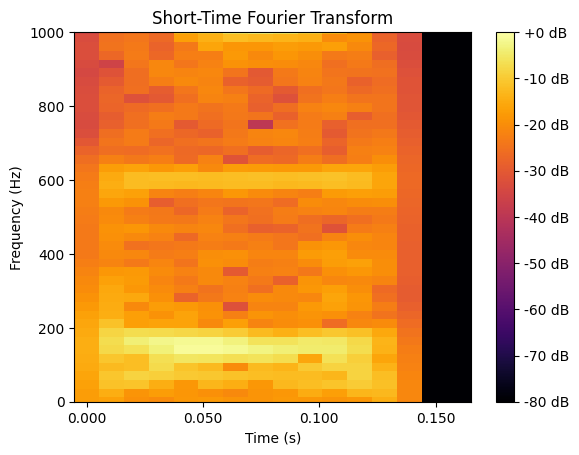 Short-Time Fourier Transform
Frequency (Hz)
1000
800
600
400
200
0
0.000
0.050
0.100
0.150
Time (s)
+0 dB
-10 dB
-20 dB
-30 dB
-40 dB
-50 dB
-60 dB
-70 dB
-80 dB